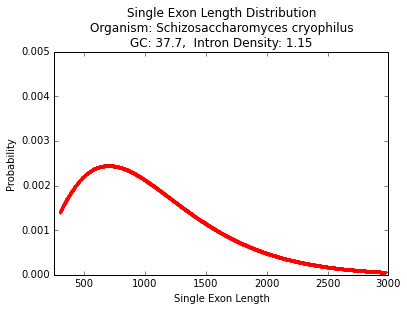 Single Exon Length Distribution
Organism: Schizosaccharomyces cryophilus
GC: 37.7,  Intron Density: 1.15
0.005
0.004
0.003
0.002
0.001
0.000
Probability
500 1000 1500 2000 2500 3000
Single Exon Length